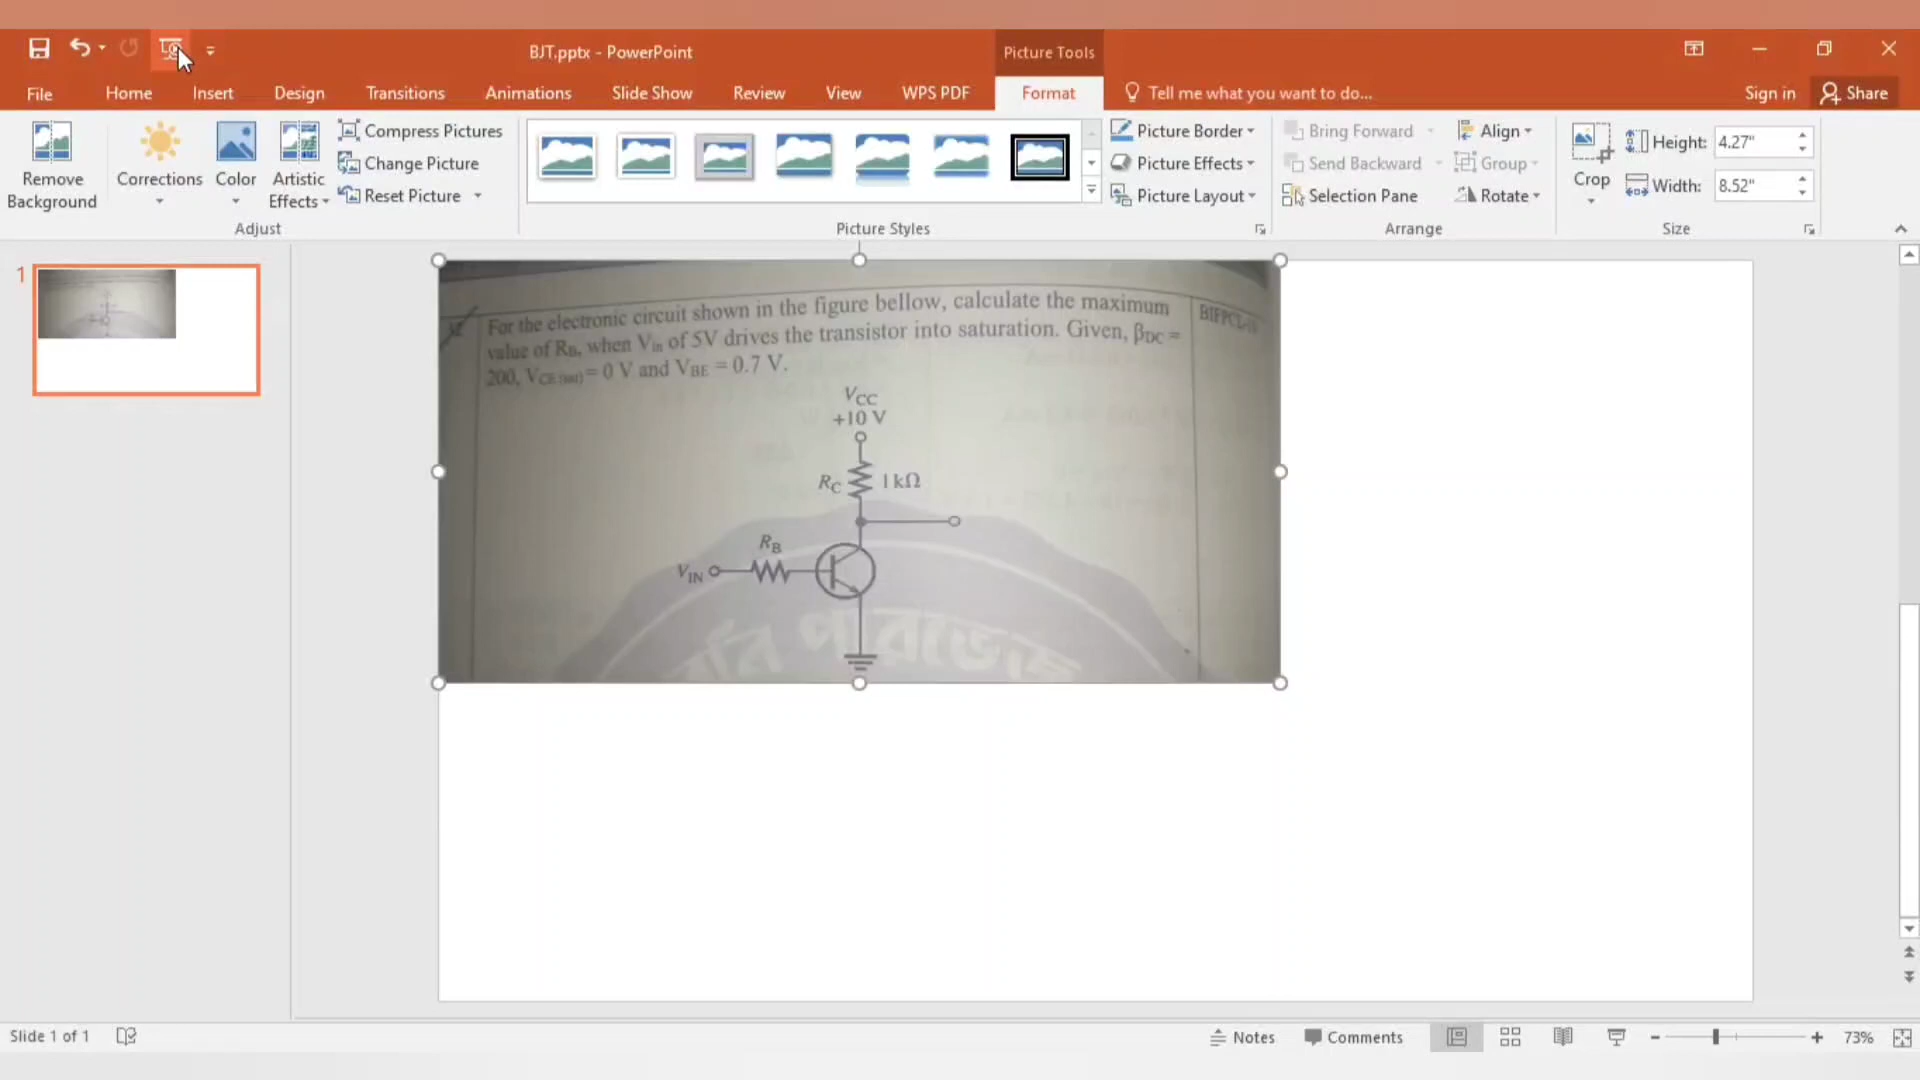 BJT.pptx - PowerPoint
Picture Tools
File
Home
Insert
Design
Transitions
Animations
Slide Show
Review
View
WPS PDF
Format
Tell me what you want to do...
Sign in
Share
Remove
Background
Corrections
Color
Artistic
Effects
Compress Pictures
Change Picture
Reset Picture
Adjust
Picture Styles
Picture Border
Picture Effects
Picture Layout
Bring Forward
Send Backward
Selection Pane
Align
Group
Rotate
Arrange
Crop
Height: 4.27"
Width: 8.52"
Size
1
For the electronic circuit shown in the figure bellow, calculate the maximum
value of RB, when Vin of 5V drives the transistor into saturation. Given, βDC =
200, VCE(sat) = 0 V and VBE = 0.7 V.
VCC
+10 V
RC
1 kΩ
RB
VIN
Slide 1 of 1
Notes
Comments
73%